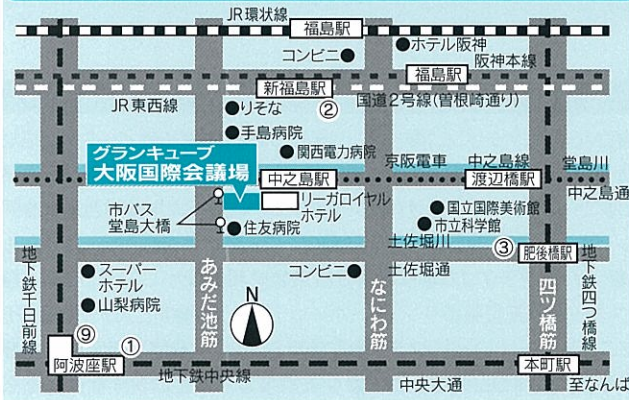 JR環状線
福島駅
コンビニ
ホテル阪神
阪神本線
福島駅
新福島駅
JR東西線
りそな
②
国道2号線(曽根崎通り)
手島病院
グランキューブ
大阪国際会議場
関西電力病院
京阪電車
中之島線
堂島川
中之島駅
渡辺橋駅
中之島通
市バス
堂島大橋
リーガロイヤル
ホテル
国立国際美術館
市立科学館
住友病院
土佐堀川
③
肥後橋駅
地下鉄千日前線
スーパー
ホテル
山梨病院
あみだ池筋
コンビニ
土佐堀通
なにわ筋
四ツ橋筋
地下鉄四つ橋線
N
⑨
①
阿波座駅
地下鉄中央線
中央大通
本町駅
至なんば